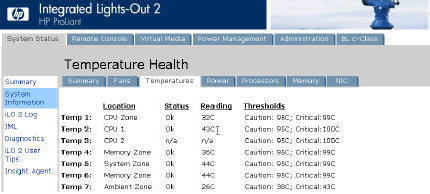 hp
Integrated Lights-Out 2
HP ProLiant
System Status Remote Console Virtual Media Power Management Administration BL c-Class
Temperature Health
Summary Fans Temperatures Power Processors Memory NIC
Summary
System Information
iLO 2 Log
IML
Diagnostics
iLO 2 User Tips
Insight Agent
Location Status Reading Thresholds
Temp 1: CPU Zone Ok 32C Caution: 95C; Critical:99C
Temp 2: CPU 1 Ok 43C Caution: 95C; Critical:100C
Temp 3: CPU 2 n/a n/a Caution: 95C; Critical:100C
Temp 4: Memory Zone Ok 36C Caution: 95C; Critical:99C
Temp 5: System Zone Ok 44C Caution: 95C; Critical:99C
Temp 6: Memory Zone Ok 44C Caution: 95C; Critical:99C
Temp 7: Ambient Zone Ok 26C Caution: 38C; Critical:43C